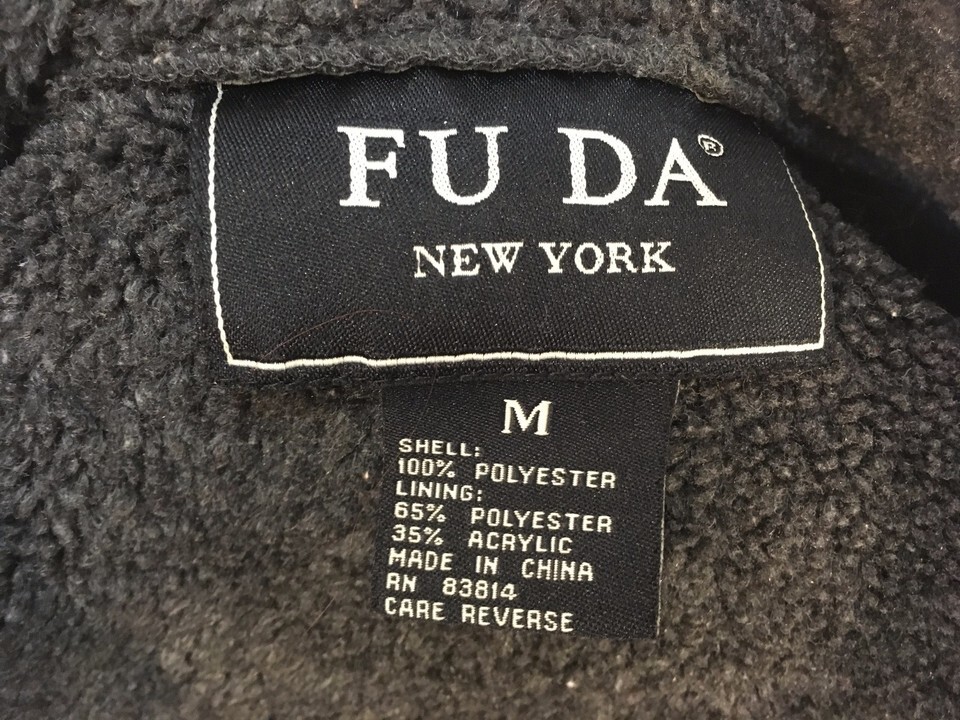 FU DA®
NEW YORK
M
SHELL:
100% POLYESTER
LINING:
65% POLYESTER
35% ACRYLIC
MADE IN CHINA
RN 83814
CARE REVERSE